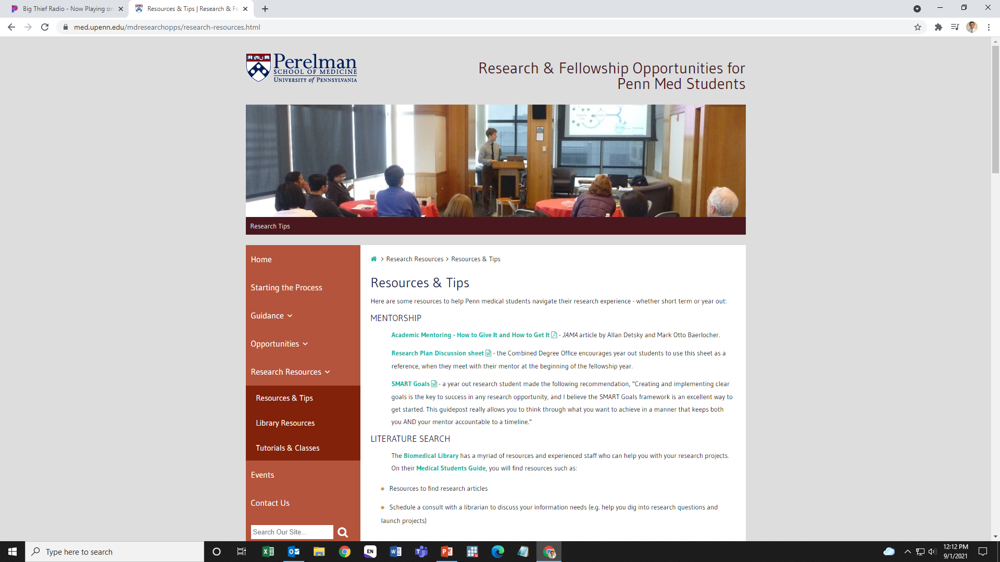 Big Thief Radio - Now Playing on
Resources & Tips | Research & Fe
med.upenn.edu/mdresearchopps/research-resources.html
Perelman
SCHOOL OF MEDICINE
UNIVERSITY of PENNSYLVANIA
Research & Fellowship Opportunities for
Penn Med Students
Research Tips
Home
Starting the Process
Guidance
Opportunities
Research Resources
Resources & Tips
Library Resources
Tutorials & Classes
Events
Contact Us
Search Our Site...
> Research Resources > Resources & Tips
Resources & Tips
Here are some resources to help Penn medical students navigate their research experience - whether short term or year out:
MENTORSHIP
Academic Mentoring - How to Give It and How to Get It - JAMA article by Allan Detsky and Mark Otto Baerlocher.
Research Plan Discussion sheet - the Combined Degree Office encourages year out students to use this sheet as a
reference, when they meet with their mentor at the beginning of the fellowship year.
SMART Goals - a year out research student made the following recommendation, "Creating and implementing clear
goals is the key to success in any research opportunity, and I believe the SMART Goals framework is an excellent way to
get started. This guidepost really allows you to think through what you want to achieve in a manner that keeps both
you AND your mentor accountable to a timeline."
LITERATURE SEARCH
The Biomedical Library has a myriad of resources and experienced staff who can help you with your research projects.
On their Medical Students Guide, you will find resources such as:
Resources to find research articles
Schedule a consult with a librarian to discuss your information needs (e.g. help you dig into research questions and
launch projects)
Type here to search
EN
12:12 PM
9/1/2021